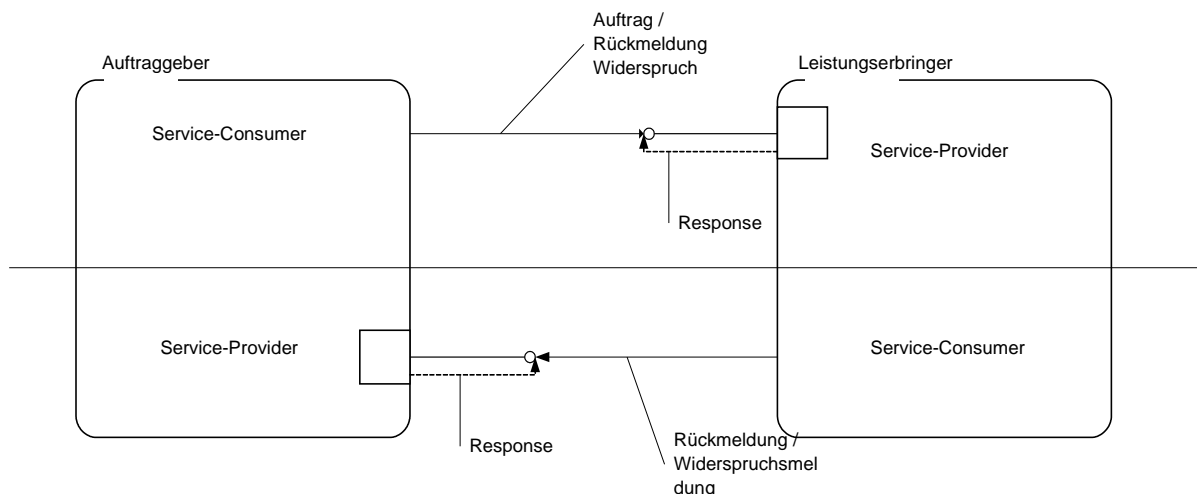 Auftrag /
Rückmeldung
Widerspruch
Auftraggeber
Leistungserbringer
Service-Consumer
Service-Provider
Response
Service-Provider
Service-Consumer
Response
Rückmeldung /
Widerspruchsmel
dung